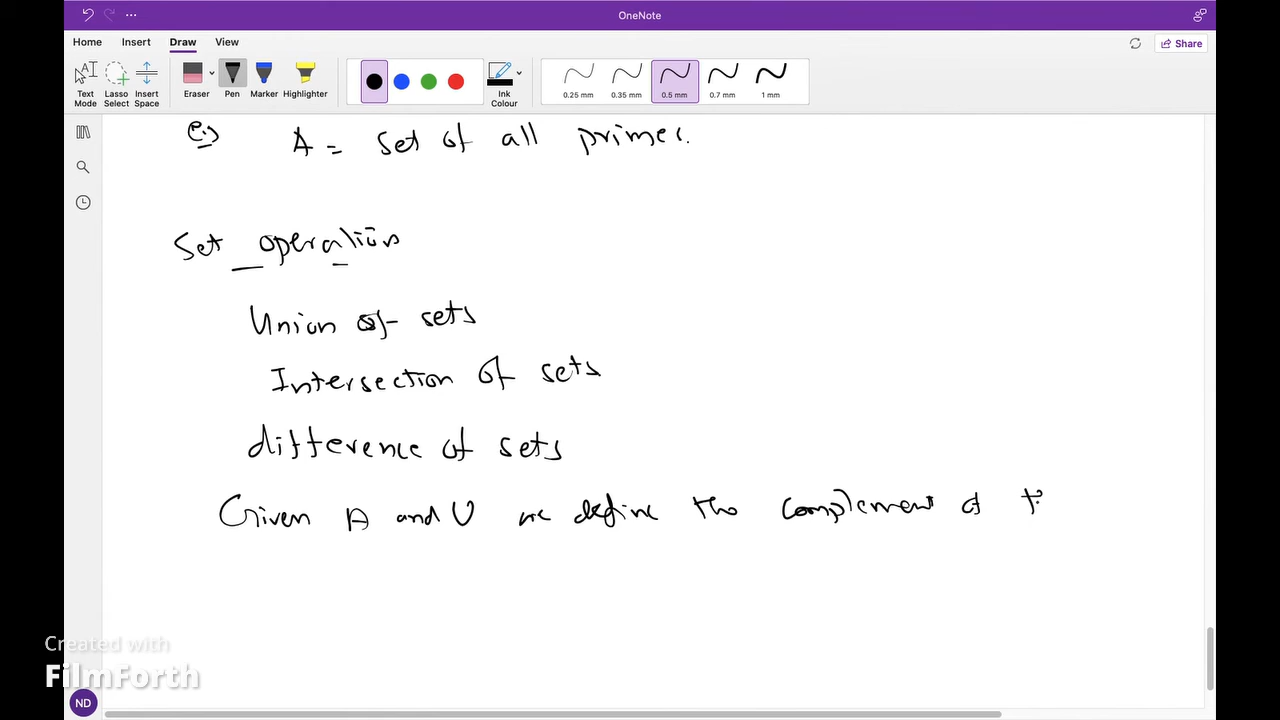 OneNote
Home Insert Draw View
Share
Text Mode
Lasso Select
Insert Space
Eraser
Pen
Marker
Highlighter
Ink Colour
0.25 mm
0.35 mm
0.5 mm
0.7 mm
1 mm
A = set of all primes.
Set operations
Union of sets
Intersection of sets
difference of sets
Given A and U we define the complement of
Created with
FilmForth
ND